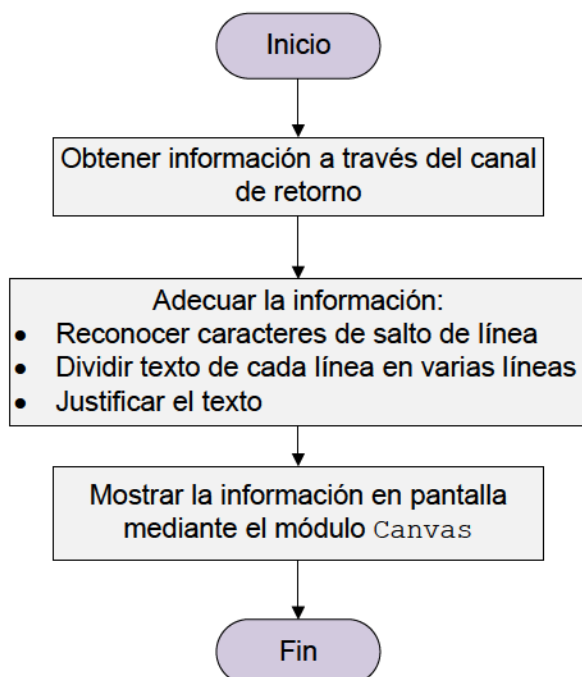 Inicio
Obtener información a través del canal
de retorno
Adecuar la información:
• Reconocer caracteres de salto de línea
• Dividir texto de cada línea en varias líneas
• Justificar el texto
Mostrar la información en pantalla
mediante el módulo Canvas
Fin